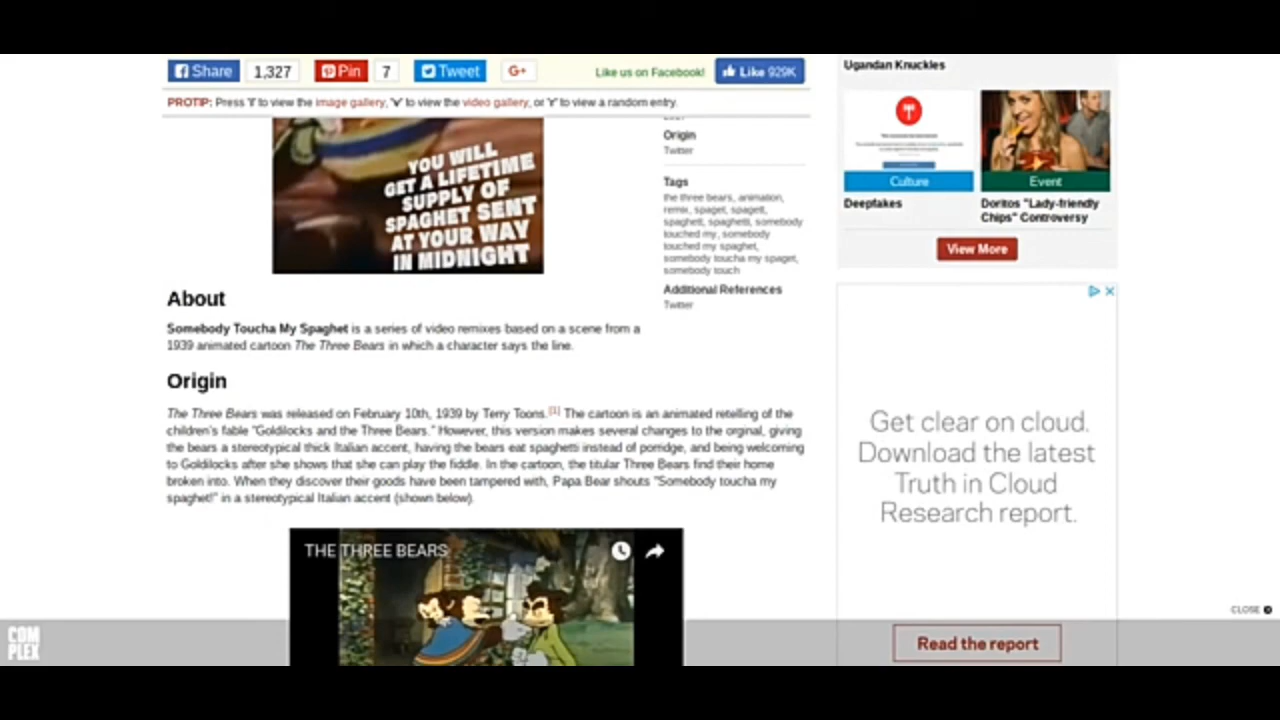 Share 1,327 Pin 7 Tweet G+ Like us on Facebook! Like 929K
PROTIP: Press 'i' to view the image gallery, 'v' to view the video gallery, or 'r' to view a random entry.
YOU WILL
GET A LIFETIME
SUPPLY OF
SPAGHET SENT
AT YOUR WAY
IN MIDNIGHT
About
Somebody Toucha My Spaghet is a series of video remixes based on a scene from a
1939 animated cartoon The Three Bears in which a character says the line.
Origin
The Three Bears was released on February 10th, 1939 by Terry Toons.[1] The cartoon is an animated retelling of the
children's fable "Goldilocks and the Three Bears." However, this version makes several changes to the orginal, giving
the bears a stereotypical thick Italian accent, having the bears eat spaghetti instead of porridge, and being welcoming
to Goldilocks after she shows that she can play the fiddle. In the cartoon, the titular Three Bears find their home
broken into. When they discover their goods have been tampered with, Papa Bear shouts "Somebody toucha my
spaghet!" in a stereotypical Italian accent (shown below).
THE THREE BEARS
Origin
Twitter
Tags
the three bears, animation,
remix, spaget, spagett,
spaghett, spaghetti, somebody
touched my, somebody
touched my spaghet,
somebody toucha my spaget,
somebody touch
Additional References
Twitter
Ugandan Knuckles
Culture
Deepfakes
Event
Doritos "Lady-friendly
Chips" Controversy
View More
Get clear on cloud.
Download the latest
Truth in Cloud
Research report.
CLOSE
Read the report
COM
PLEX